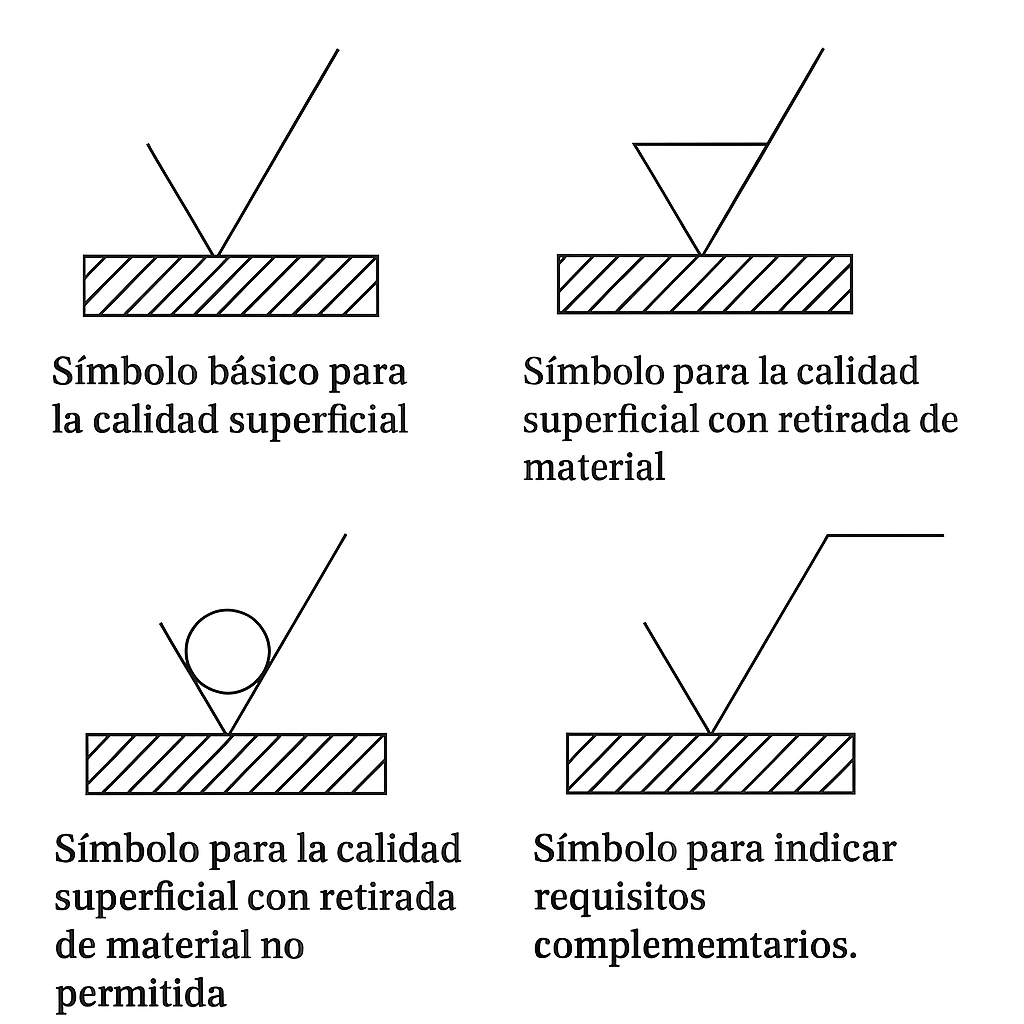 Símbolo básico para
la calidad superficial
Símbolo para la calidad
superficial con retirada de
material
Símbolo para la calidad
superficial con retirada
de material no
permitida
Símbolo para indicar
requisitos
complememtarios.